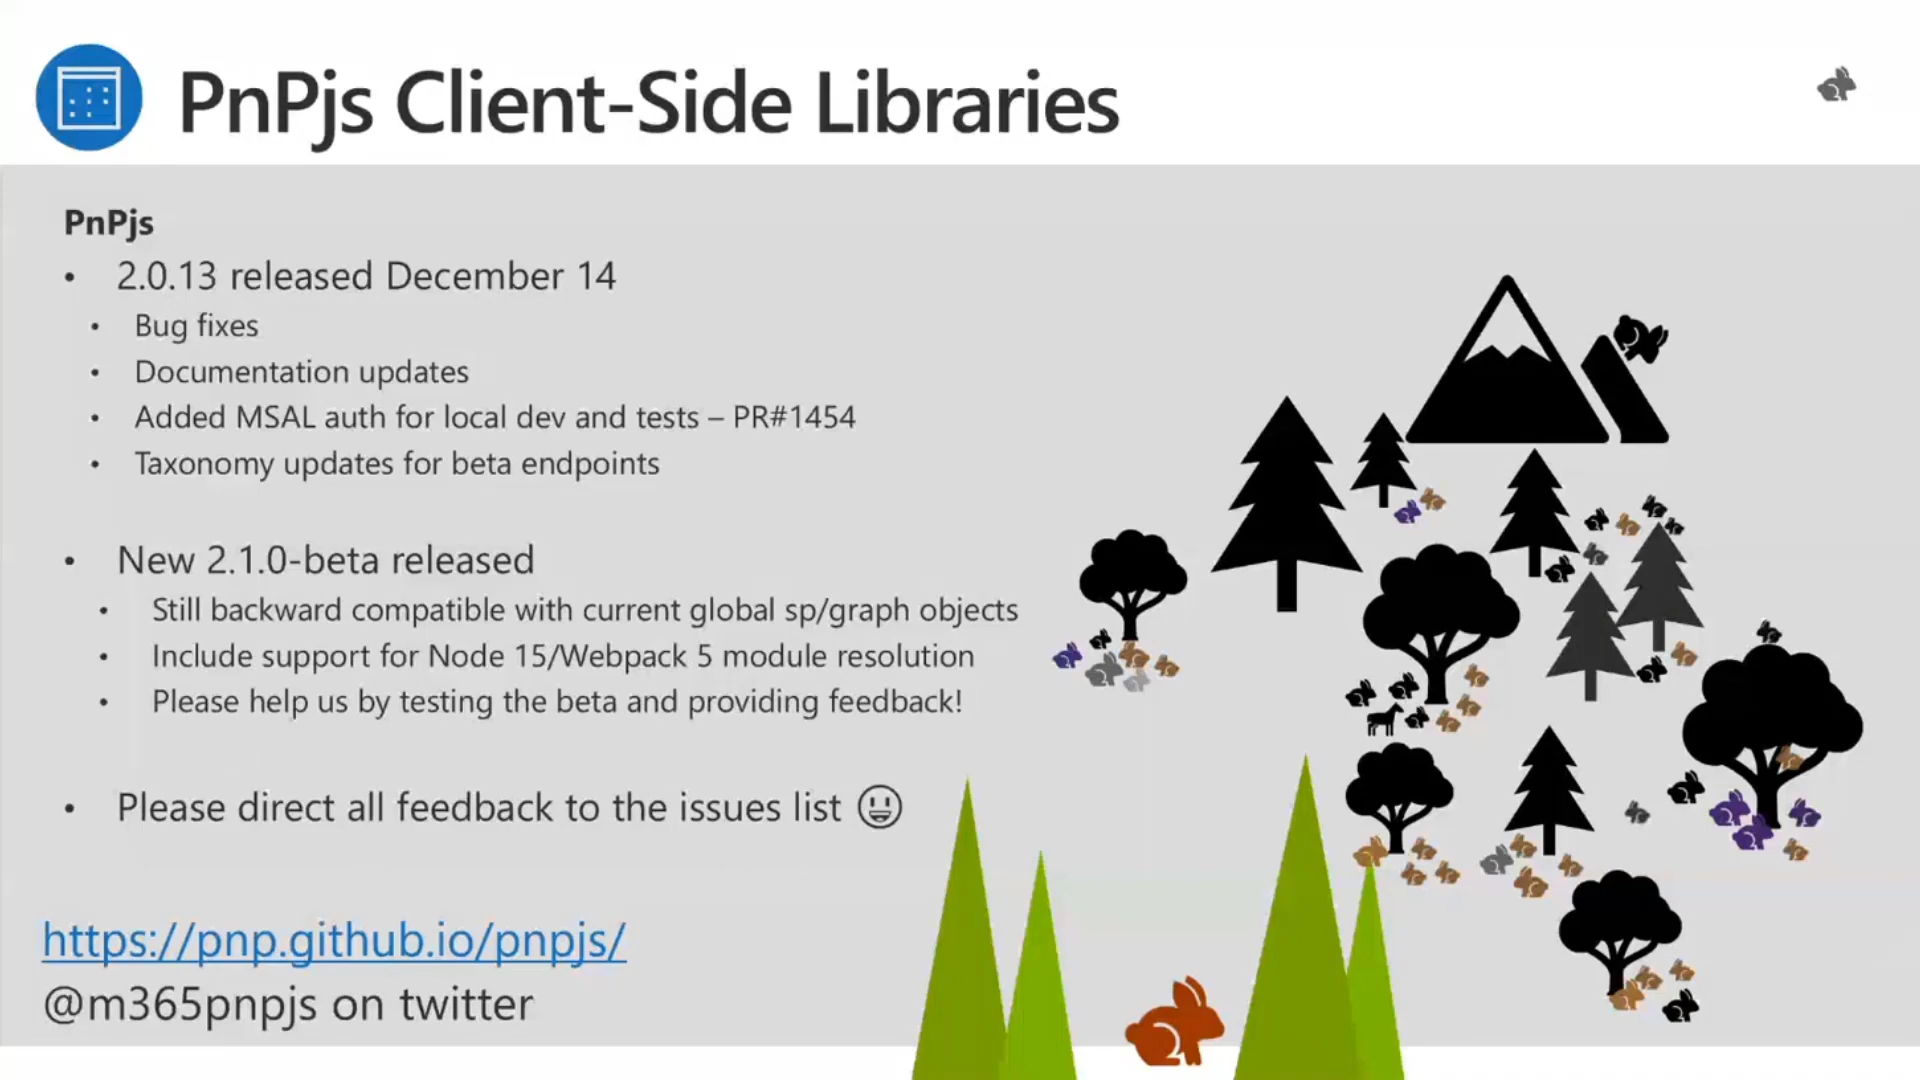 PnPjs Client-Side Libraries
PnPjs
• 2.0.13 released December 14
• Bug fixes
• Documentation updates
• Added MSAL auth for local dev and tests – PR#1454
• Taxonomy updates for beta endpoints
• New 2.1.0-beta released
• Still backward compatible with current global sp/graph objects
• Include support for Node 15/Webpack 5 module resolution
• Please help us by testing the beta and providing feedback!
• Please direct all feedback to the issues list 😃
https://pnp.github.io/pnpjs/
@m365pnpjs on twitter